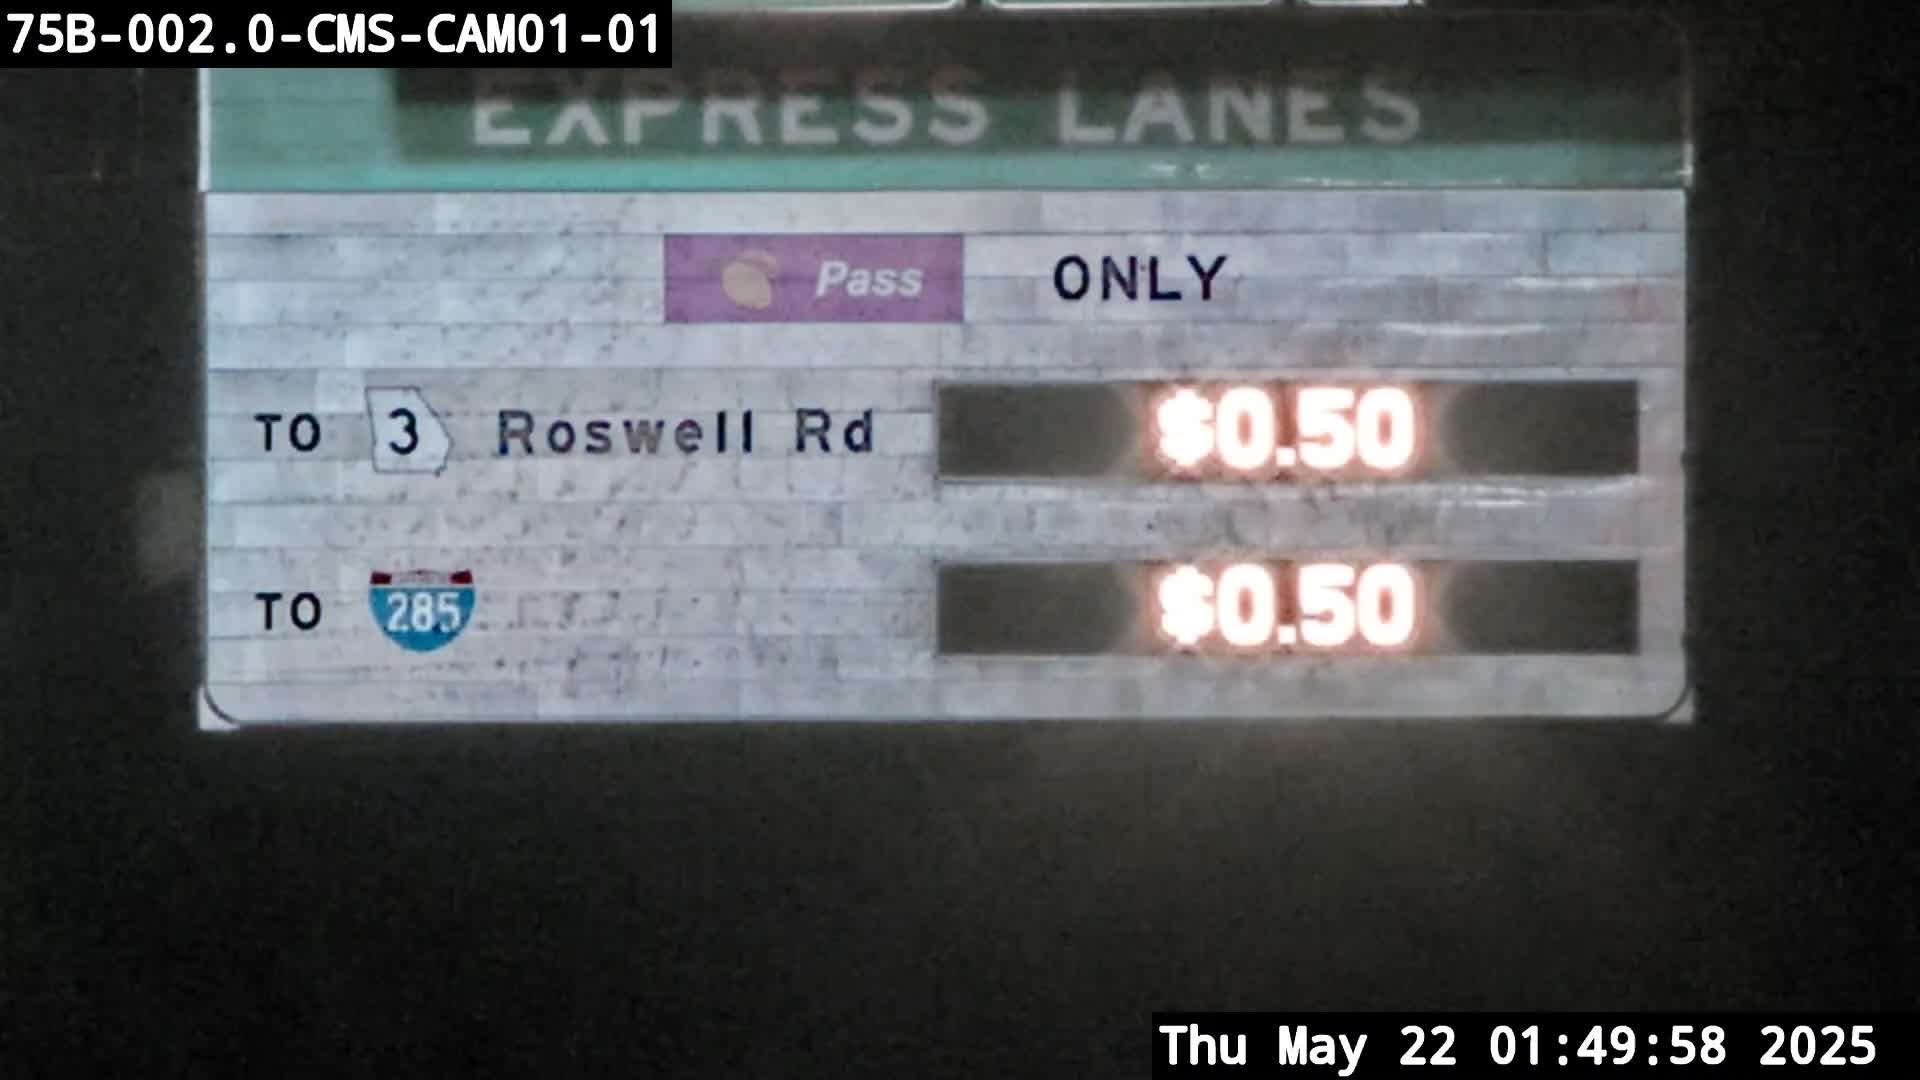 75B-002.0-CMS-CAM01-01
EXPRESS LANES
Pass ONLY
TO 3 Roswell Rd $0.50
TO 285 $0.50
Thu May 22 01:49:58 2025